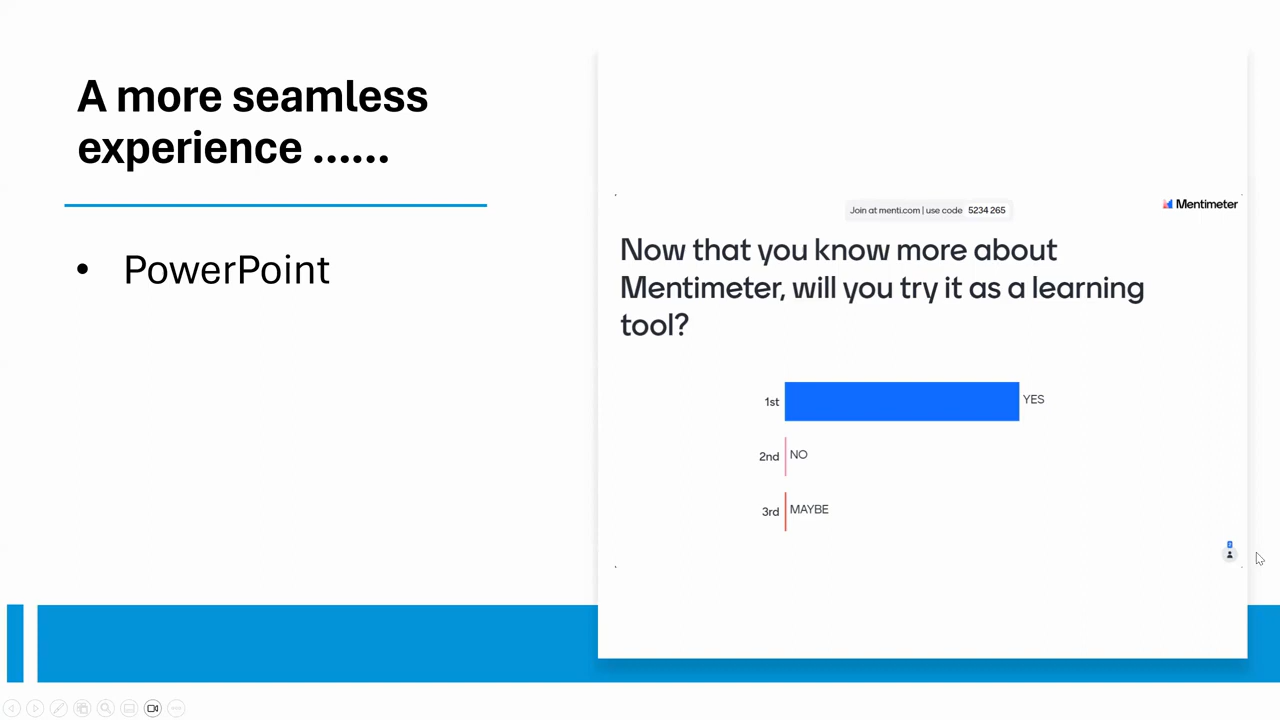 A more seamless
experience ......
• PowerPoint
Join at menti.com | use code 5234 265
Mentimeter
Now that you know more about
Mentimeter, will you try it as a learning
tool?
1st YES
2nd NO
3rd MAYBE
2